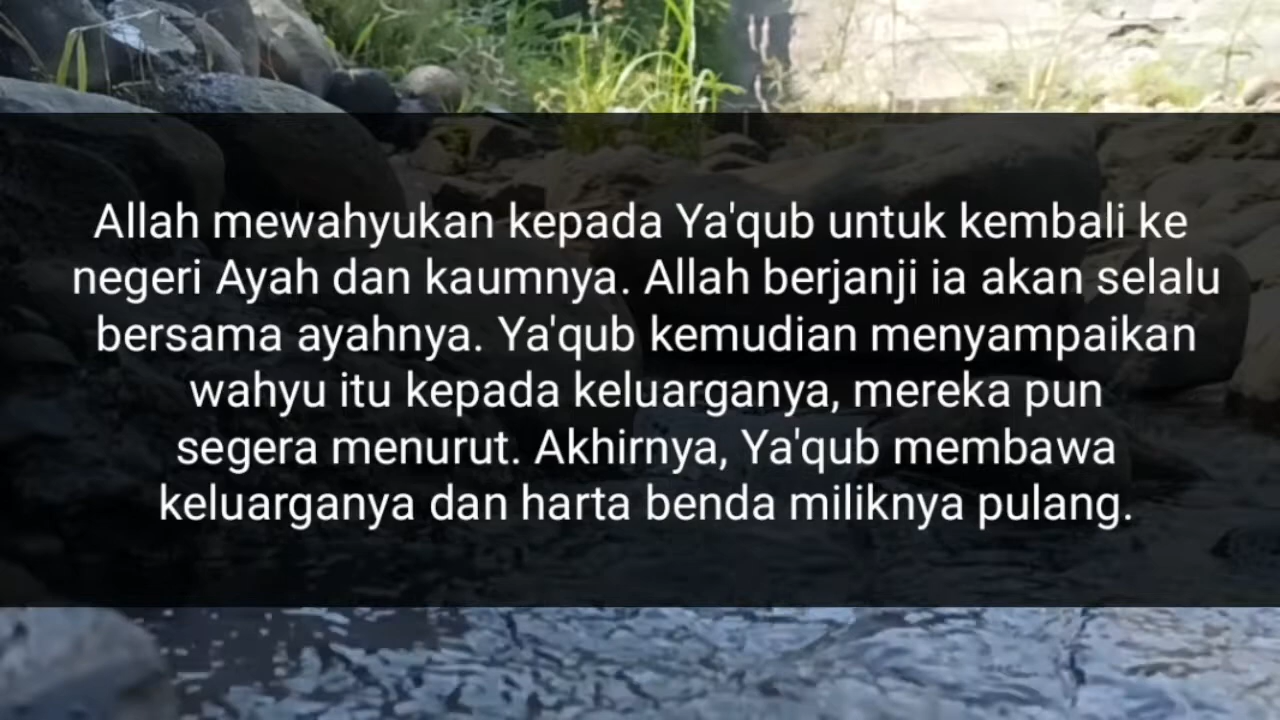 Allah mewahyukan kepada Ya'qub untuk kembali ke
negeri Ayah dan kaumnya. Allah berjanji ia akan selalu
bersama ayahnya. Ya'qub kemudian menyampaikan
wahyu itu kepada keluarganya, mereka pun
segera menurut. Akhirnya, Ya'qub membawa
keluarganya dan harta benda miliknya pulang.